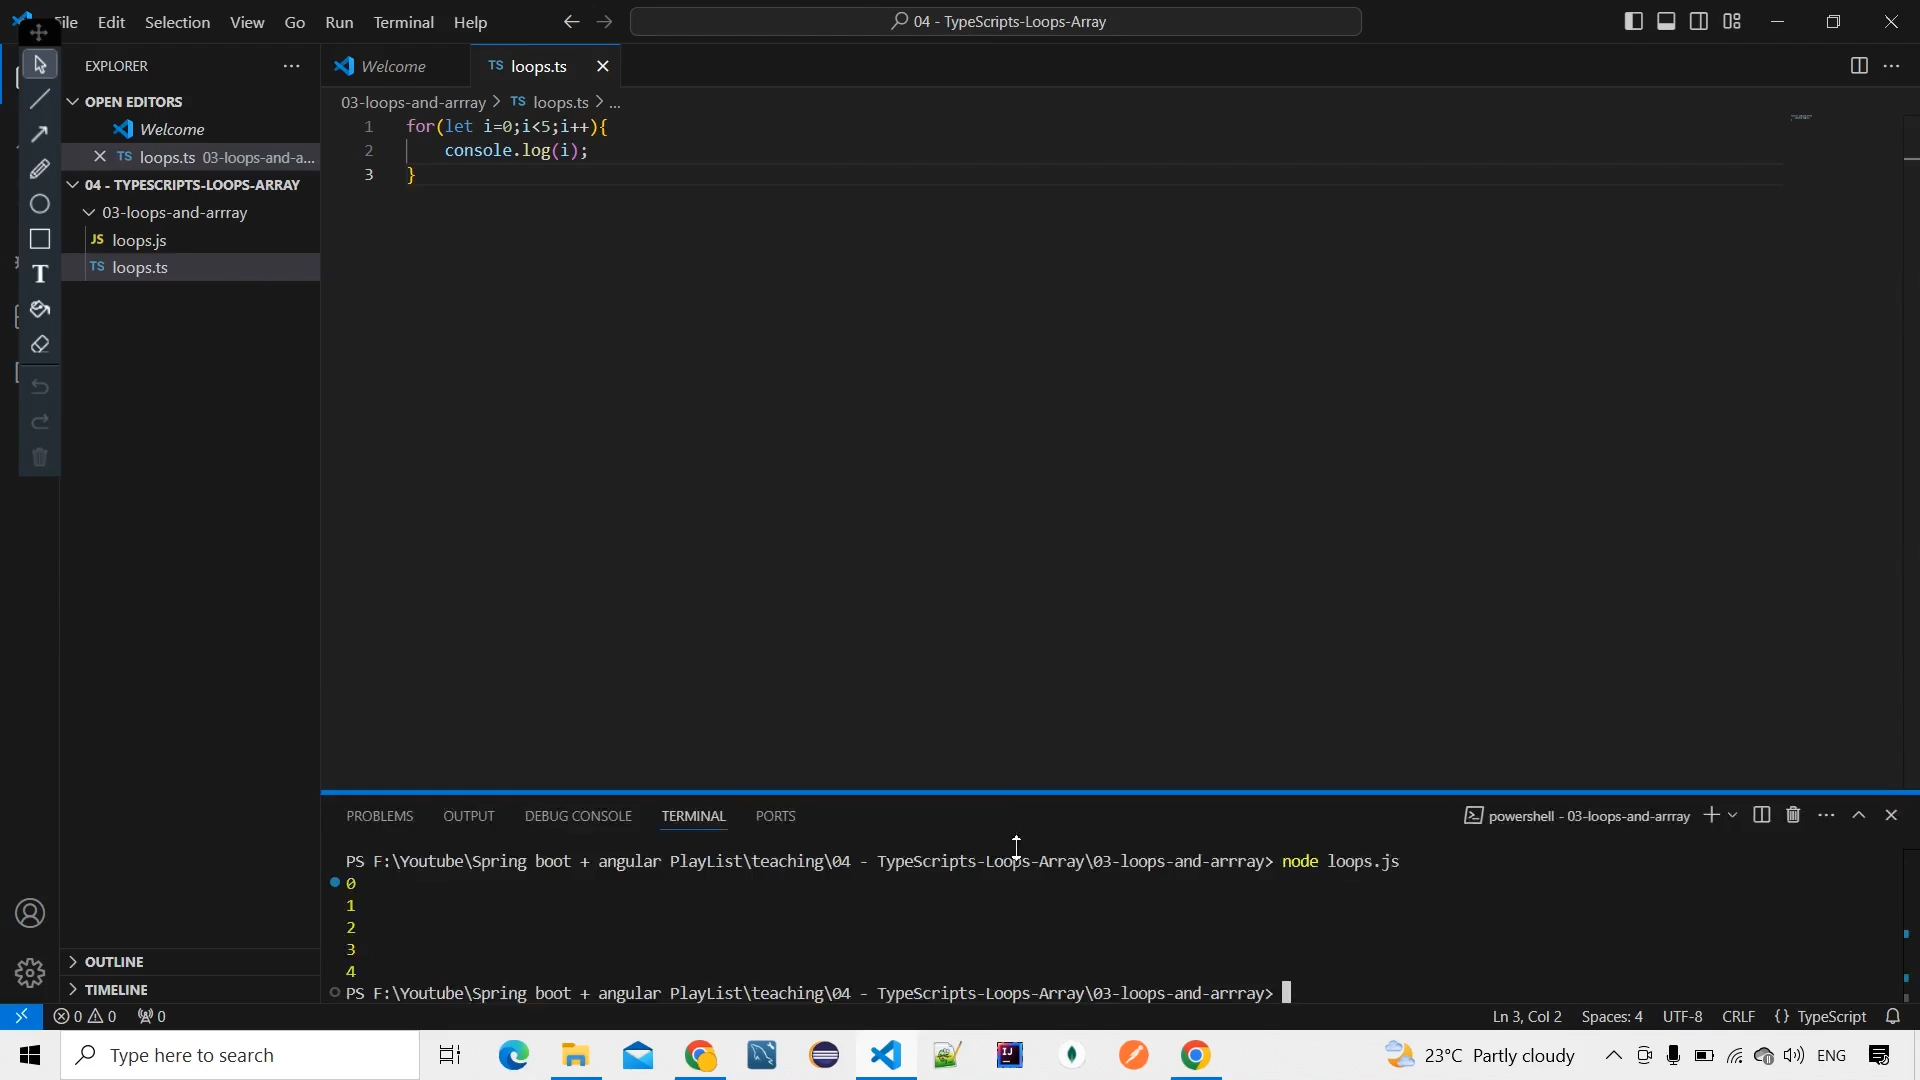 File Edit Selection View Go Run Terminal Help
04 - TypeScripts-Loops-Array
EXPLORER
OPEN EDITORS
Welcome
TS loops.ts 03-loops-and-a...
04 - TYPESCRIPTS-LOOPS-ARRAY
03-loops-and-arrray
JS loops.js
TS loops.ts
T
OUTLINE
TIMELINE
Welcome
TS loops.ts
03-loops-and-arrray > TS loops.ts > ...
1 for(let i=0;i<5;i++){
2 console.log(i);
3 }
PROBLEMS OUTPUT DEBUG CONSOLE TERMINAL PORTS
powershell - 03-loops-and-arrray
PS F:\Youtube\Spring boot + angular PlayList\teaching\04 - TypeScripts-Loops-Array\03-loops-and-arrray> node loops.js
0
1
2
3
4
PS F:\Youtube\Spring boot + angular PlayList\teaching\04 - TypeScripts-Loops-Array\03-loops-and-arrray>
0 0 0
Ln 3, Col 2 Spaces: 4 UTF-8 CRLF {} TypeScript
Type here to search
23°C Partly cloudy
ENG